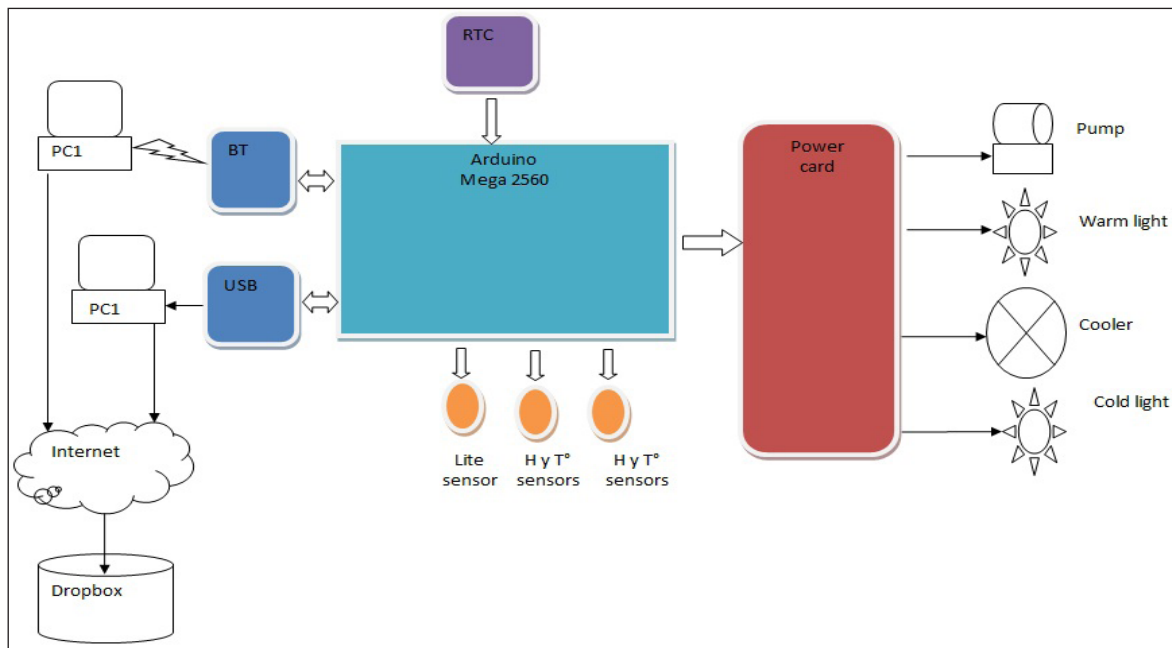 RTC
PC1
BT
Arduino
Mega 2560
Power
card
Pump
Warm light
PC1
USB
Cooler
Cold light
Internet
Lite
sensor
H y T°
sensors
H y T°
sensors
Dropbox